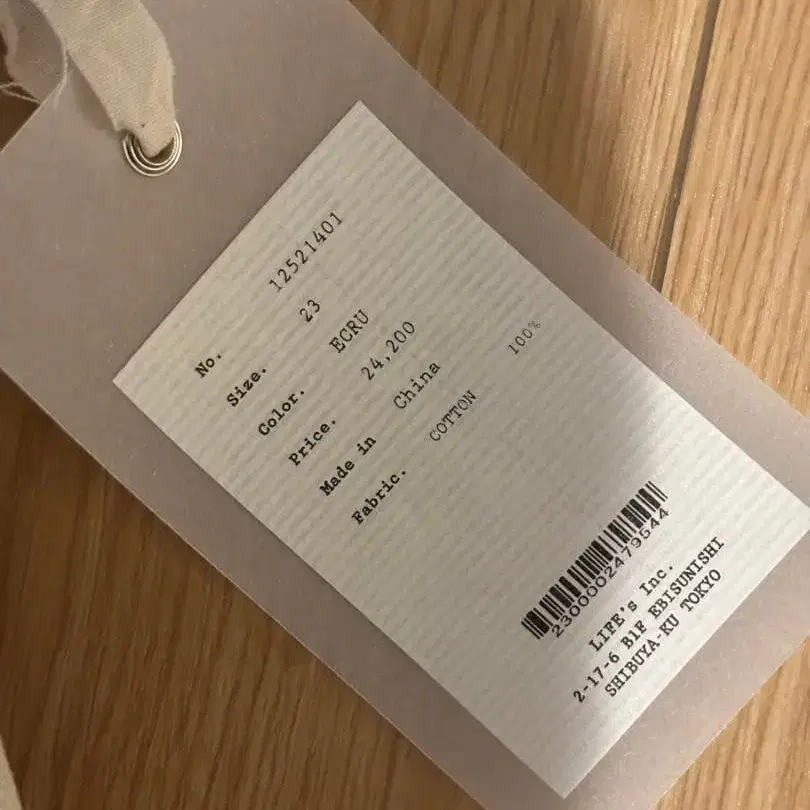 No. 12521401
Size. 23
Color. ECRU
Price. 24,200
Made in China
Fabric. COTTON 100%
2300002479544
LIFE's Inc.
2-17-6 B1F EBISUNISHI
SHIBUYA-KU TOKYO